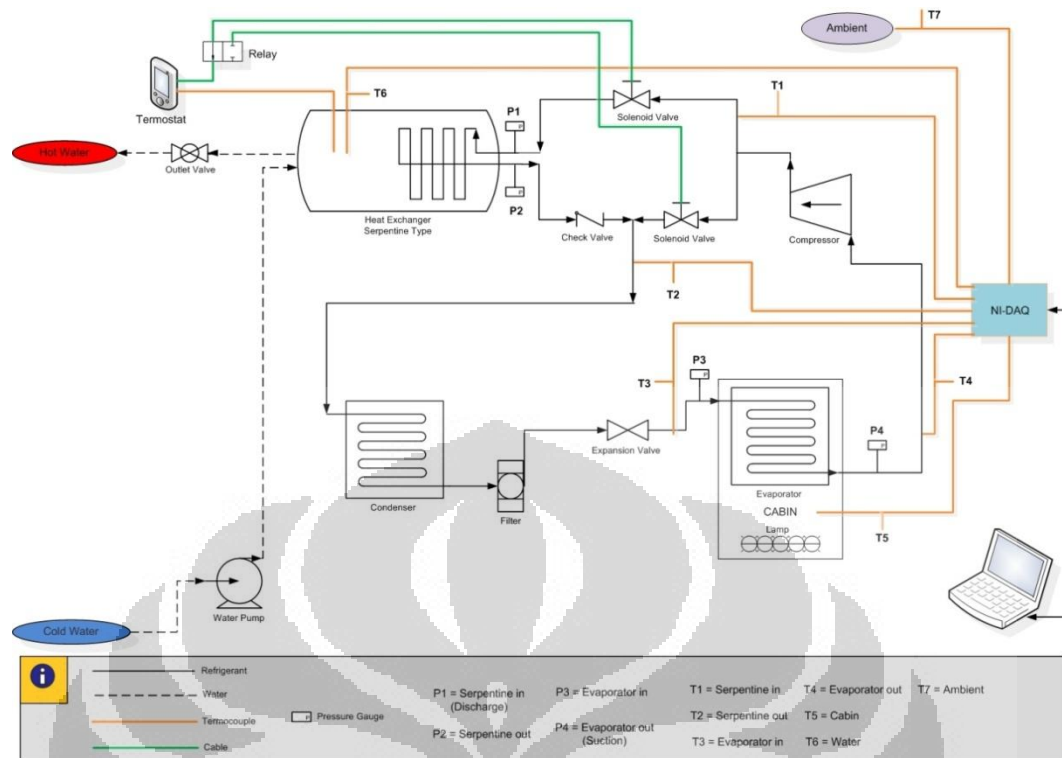 T7
Ambient
Relay
Termostat
T6
P1
P
Solenoid Valve
T1
Hot Water
Outlet Valve
P
P2
Heat Exchanger
Serpentine Type
Check Valve
Solenoid Valve
Compressor
T2
NI-DAQ
P3
P
T3
T4
Expansion Valve
P4
P
Condenser
Filter
Evaporator
CABIN
Lamp
T5
Water Pump
Cold Water
i
Refrigerant
Water
Termocouple
Cable
P
Pressure Gauge
P1 = Serpentine in
(Discharge)
P2 = Serpentine out
P3 = Evaporator in
P4 = Evaporator out
(Suction)
T1 = Serpentine in
T2 = Serpentine out
T3 = Evaporator in
T4 = Evaporator out
T5 = Cabin
T6 = Water
T7 = Ambient